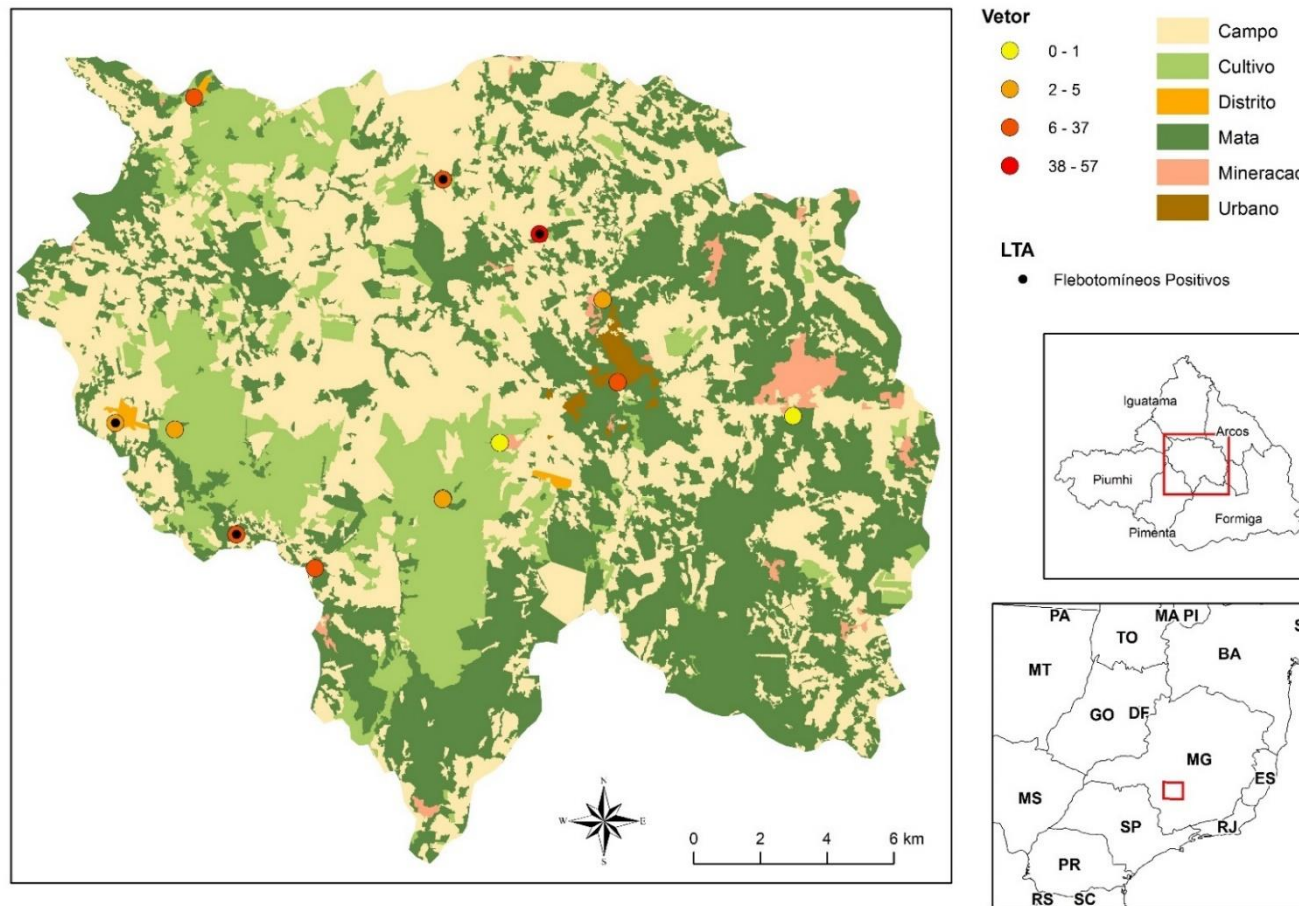 Vetor
0 - 1
2 - 5
6 - 37
38 - 57
Campo
Cultivo
Distrito
Mata
Mineracao
Urbano
LTA
Flebotomíneos Positivos
N
W
E
S
0 2 4 6 km
Iguatama
Arcos
Piumhi
Pimenta
Formiga
PA
TO
MA PI
S
MT
BA
GO
DF
MG
MS
ES
SP
RJ
PR
RS SC